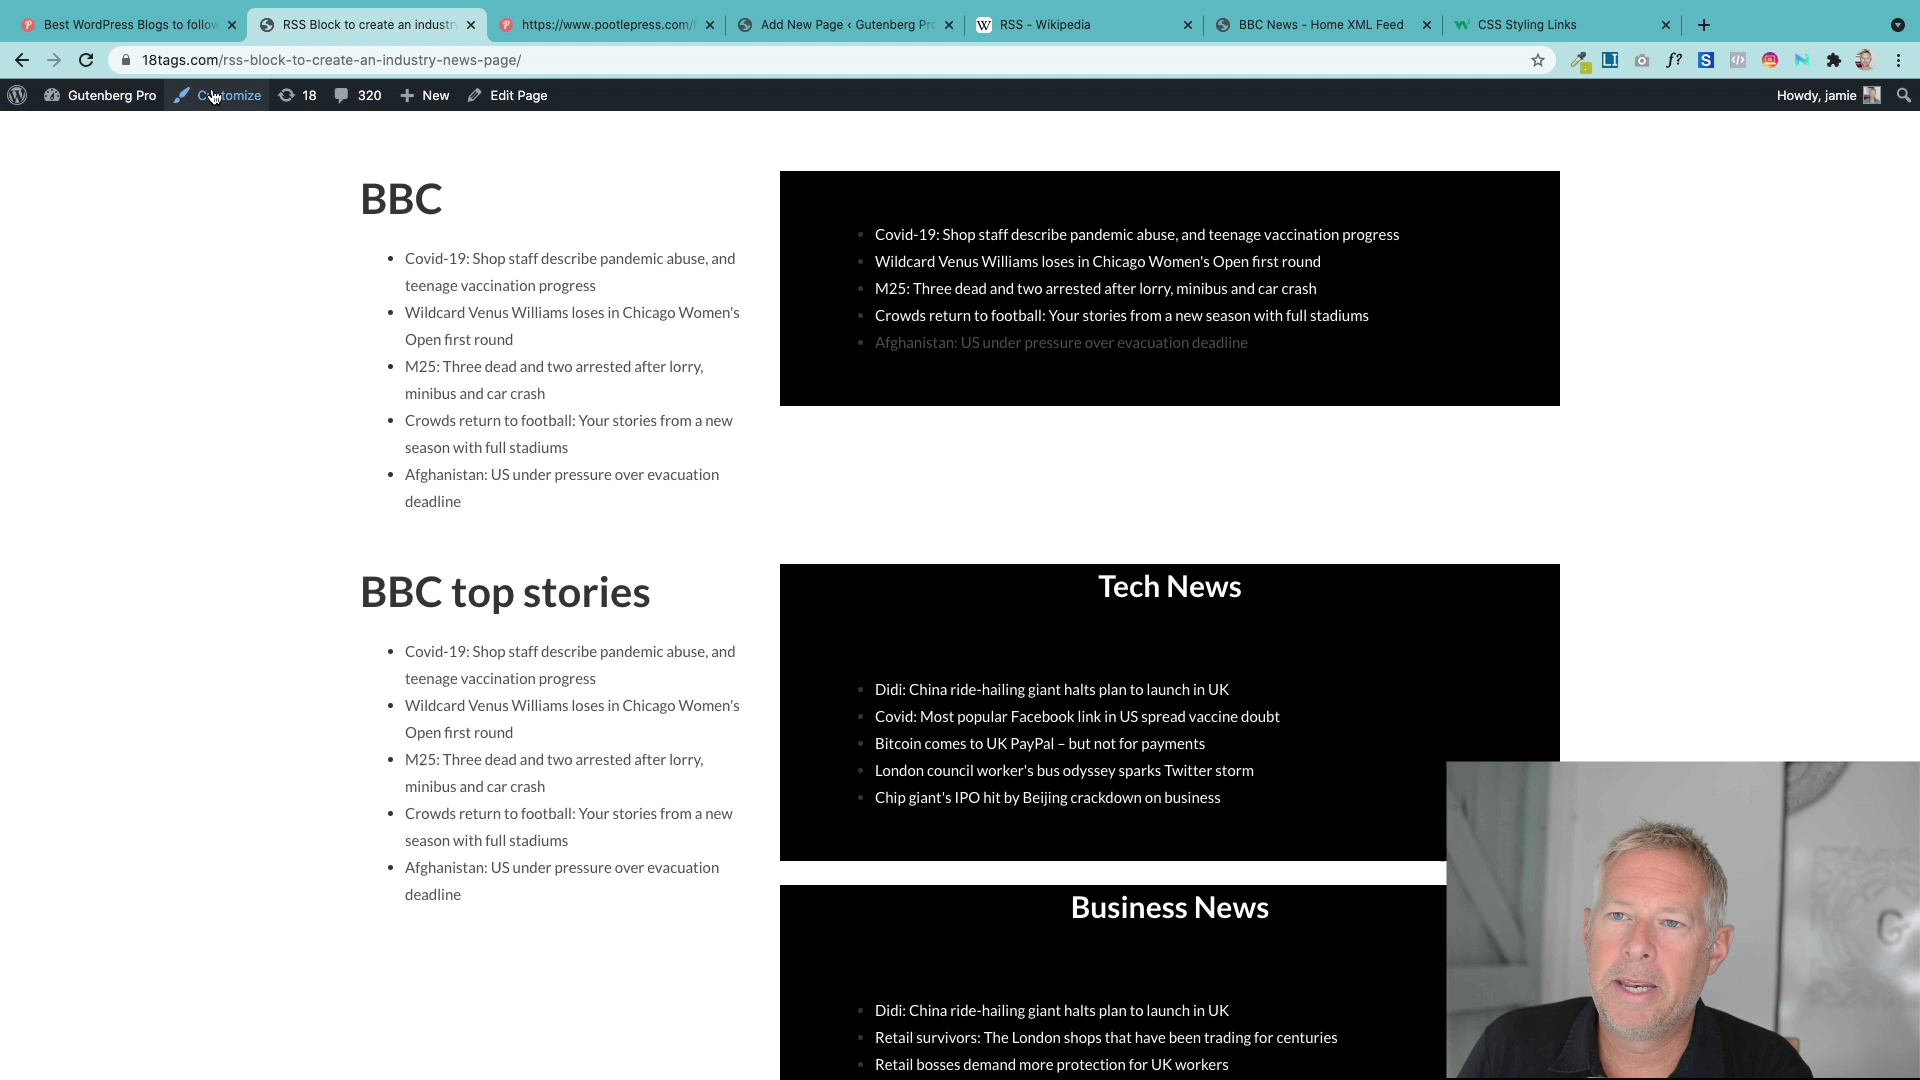 Best WordPress Blogs to follow
RSS Block to create an industry
https://www.pootlepress.com/
Add New Page ‹ Gutenberg Pro
RSS - Wikipedia
BBC News - Home XML Feed
CSS Styling Links
18tags.com/rss-block-to-create-an-industry-news-page/
Gutenberg Pro
Customize
18
320
New
Edit Page
Howdy, jamie
BBC
Covid-19: Shop staff describe pandemic abuse, and
teenage vaccination progress
Wildcard Venus Williams loses in Chicago Women's
Open first round
M25: Three dead and two arrested after lorry,
minibus and car crash
Crowds return to football: Your stories from a new
season with full stadiums
Afghanistan: US under pressure over evacuation
deadline
Covid-19: Shop staff describe pandemic abuse, and teenage vaccination progress
Wildcard Venus Williams loses in Chicago Women's Open first round
M25: Three dead and two arrested after lorry, minibus and car crash
Crowds return to football: Your stories from a new season with full stadiums
Afghanistan: US under pressure over evacuation deadline
BBC top stories
Covid-19: Shop staff describe pandemic abuse, and
teenage vaccination progress
Wildcard Venus Williams loses in Chicago Women's
Open first round
M25: Three dead and two arrested after lorry,
minibus and car crash
Crowds return to football: Your stories from a new
season with full stadiums
Afghanistan: US under pressure over evacuation
deadline
Tech News
Didi: China ride-hailing giant halts plan to launch in UK
Covid: Most popular Facebook link in US spread vaccine doubt
Bitcoin comes to UK PayPal – but not for payments
London council worker's bus odyssey sparks Twitter storm
Chip giant's IPO hit by Beijing crackdown on business
Business News
Didi: China ride-hailing giant halts plan to launch in UK
Retail survivors: The London shops that have been trading for centuries
Retail bosses demand more protection for UK workers